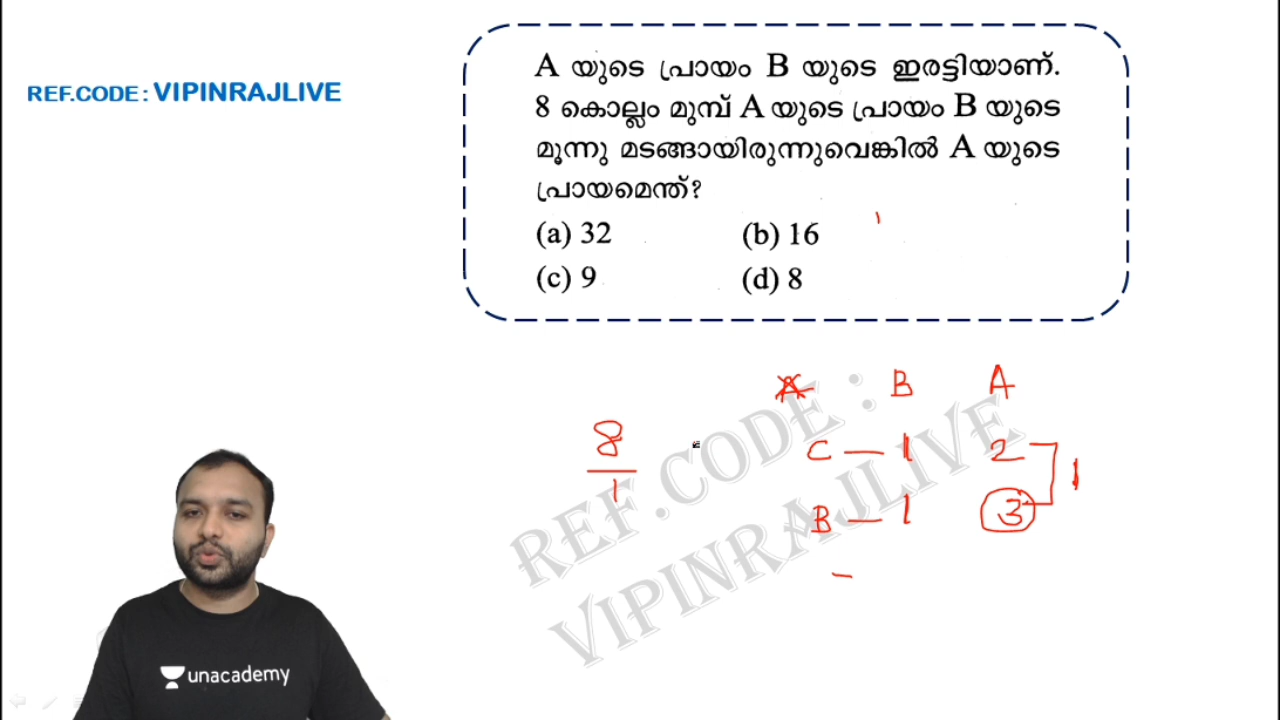 REF.CODE : VIPINRAJLIVE
A യുടെ പ്രായം B യുടെ ഇരട്ടിയാണ്.
8 കൊല്ലം മുമ്പ് A യുടെ പ്രായം B യുടെ
മൂന്നു മടങ്ങായിരുന്നുവെങ്കിൽ A യുടെ
പ്രായമെന്ത്?
(a) 32 (b) 16
(c) 9 (d) 8
A B A
8
1
C — 1 2
1
B — 1 3
REF.CODE :
VIPINRAJLIVE
unacademy